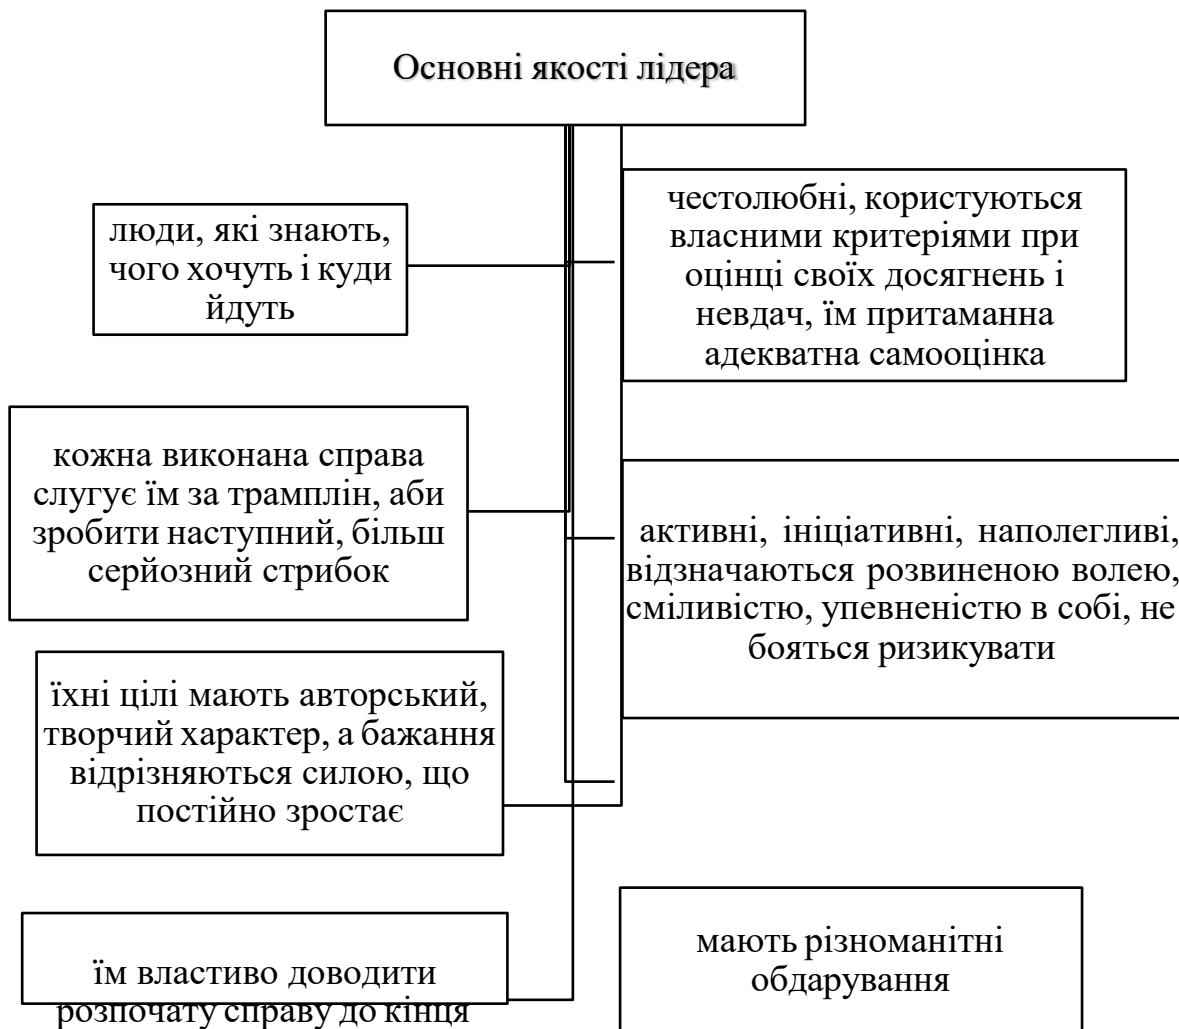 Основні якості лідера
люди, які знають,
чого хочуть і куди
йдуть
честолюбні, користуються
власними критеріями при
оцінці своїх досягнень і
невдач, їм притаманна
адекватна самооцінка
кожна виконана справа
слугує їм за трамплін, аби
зробити наступний, більш
серйозний стрибок
активні, ініціативні, наполегливі,
відзначаються розвиненою волею,
сміливістю, упевненістю в собі, не
бояться ризикувати
їхні цілі мають авторський,
творчий характер, а бажання
відрізняються силою, що
постійно зростає
їм властиво доводити
розпочату справу до кінця
мають різноманітні
обдарування